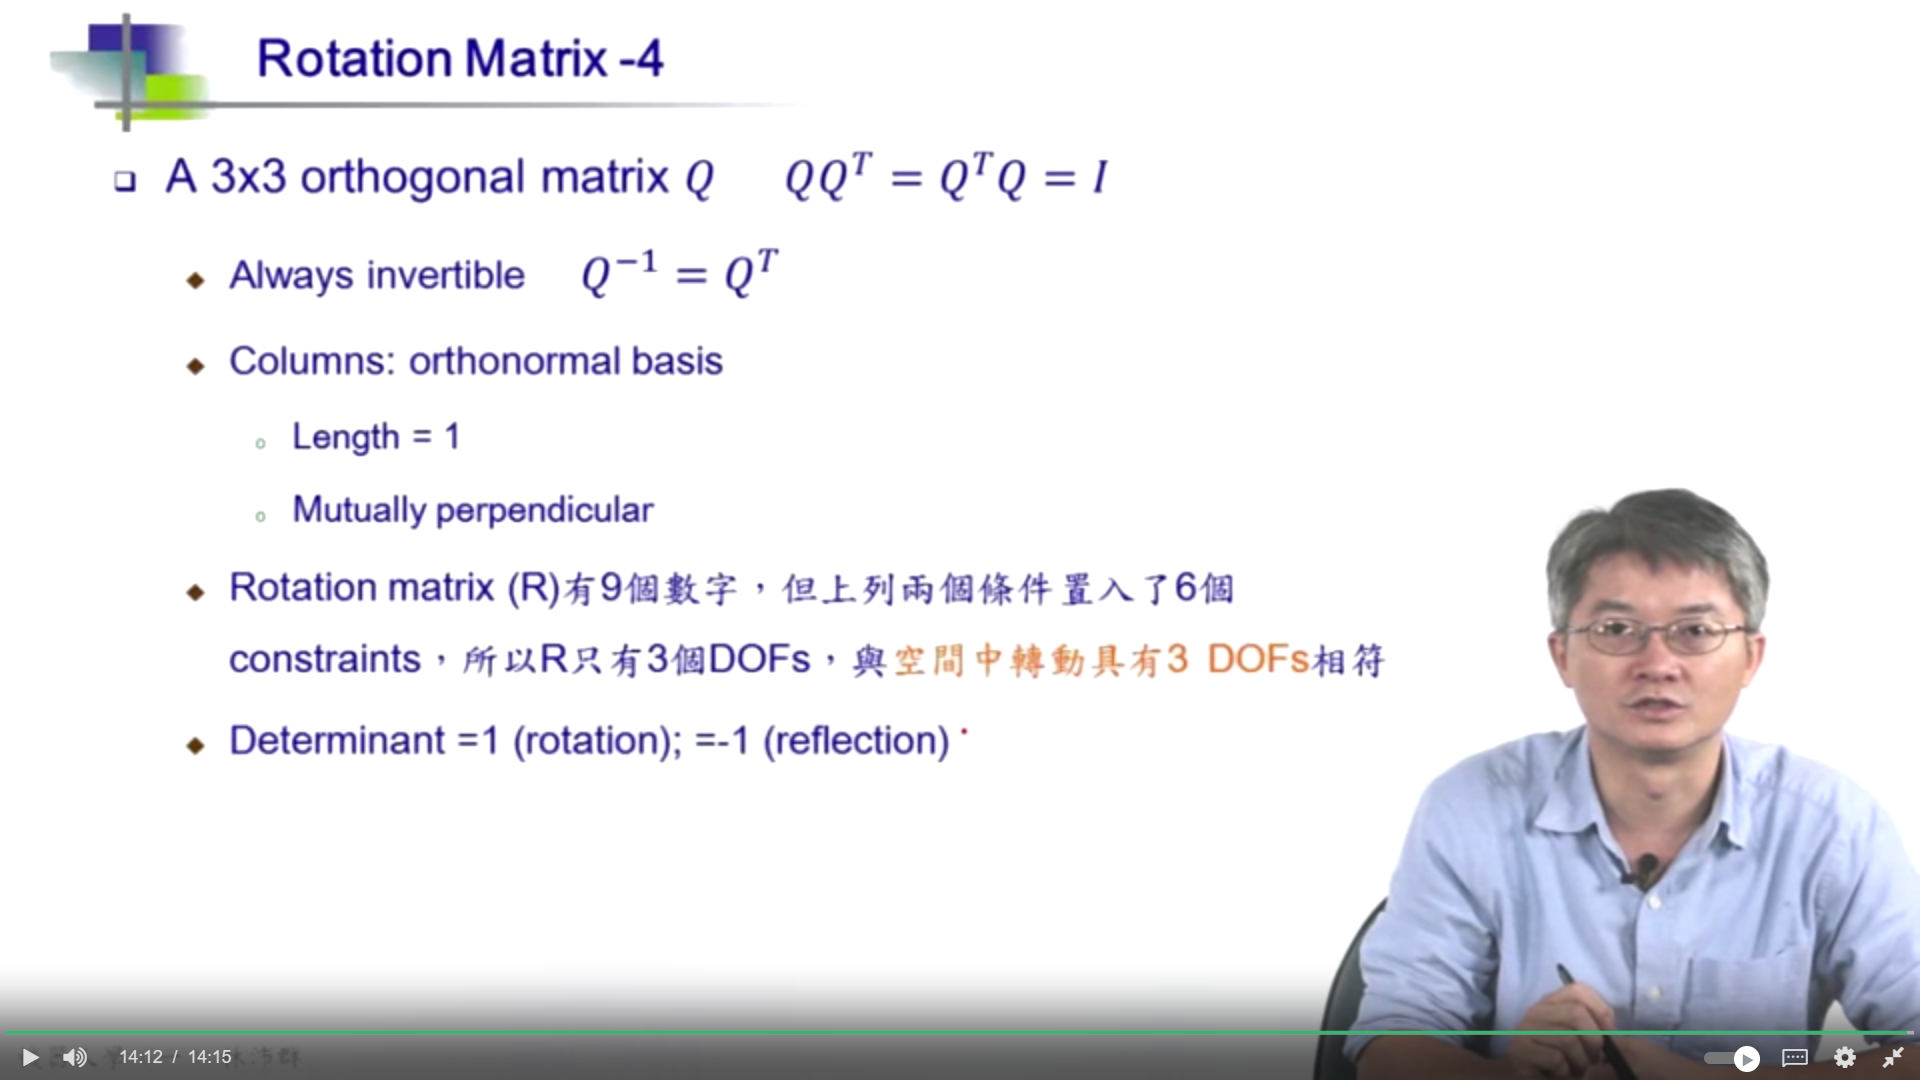 Rotation Matrix -4
A 3x3 orthogonal matrix Q QQᵀ = QᵀQ = I
Always invertible Q⁻¹ = Qᵀ
Columns: orthonormal basis
Length = 1
Mutually perpendicular
Rotation matrix (R)有9個數字，但上列兩個條件置入了6個
constraints，所以R只有3個DOFs，與空間中轉動具有3 DOFs相符
Determinant =1 (rotation); =-1 (reflection)
14:12 / 14:15